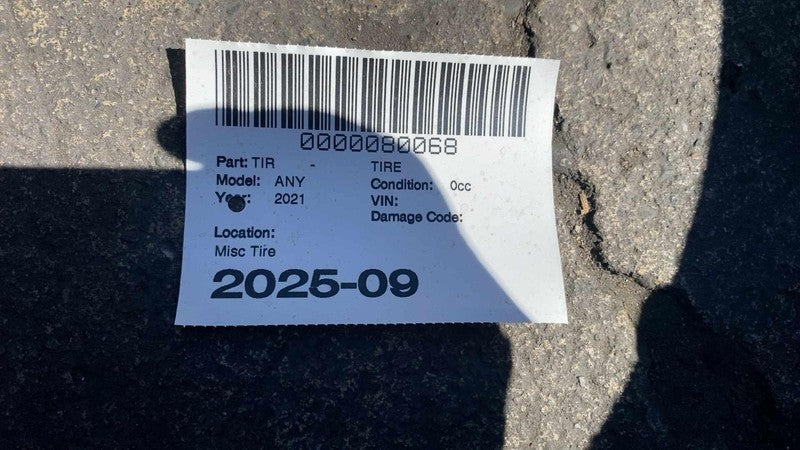 0000080068
Part: TIR - TIRE
Model: ANY Condition: 0cc
Year: 2021 VIN:
Damage Code:
Location:
Misc Tire
2025-09